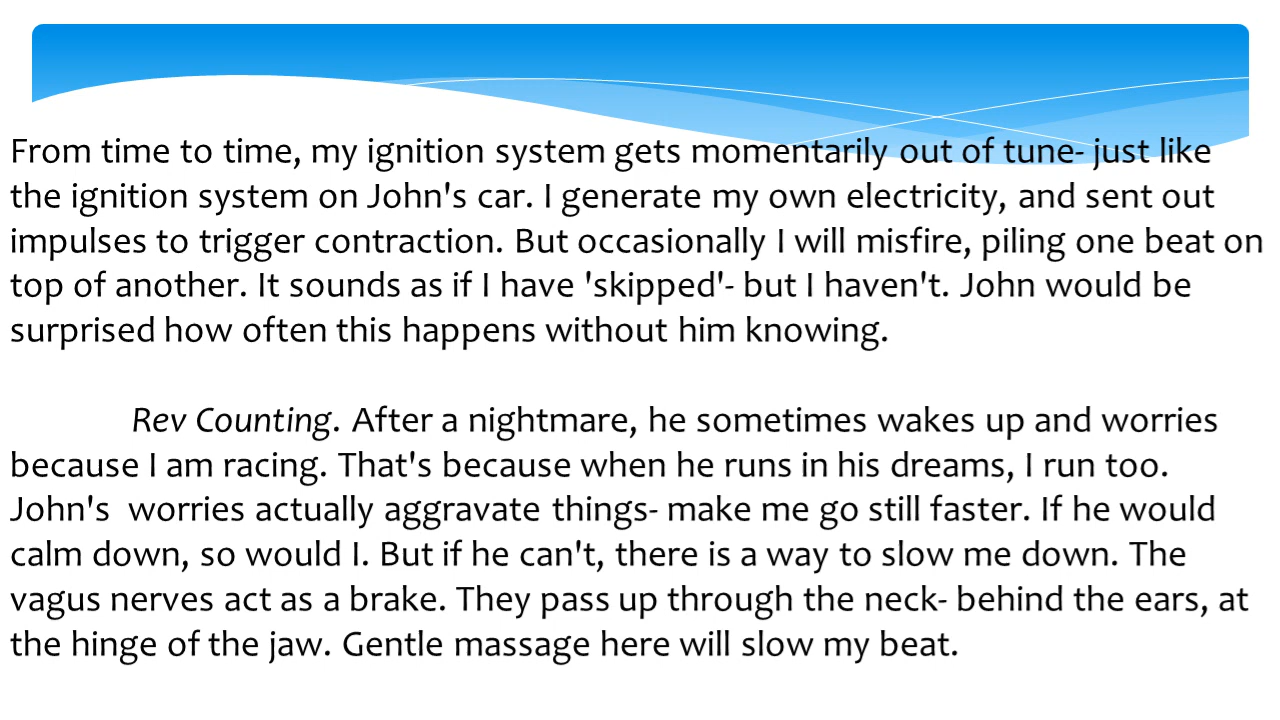 From time to time, my ignition system gets momentarily out of tune- just like
the ignition system on John's car. I generate my own electricity, and sent out
impulses to trigger contraction. But occasionally I will misfire, piling one beat on
top of another. It sounds as if I have 'skipped'- but I haven't. John would be
surprised how often this happens without him knowing.
Rev Counting. After a nightmare, he sometimes wakes up and worries
because I am racing. That's because when he runs in his dreams, I run too.
John's  worries actually aggravate things- make me go still faster. If he would
calm down, so would I. But if he can't, there is a way to slow me down. The
vagus nerves act as a brake. They pass up through the neck- behind the ears, at
the hinge of the jaw. Gentle massage here will slow my beat.